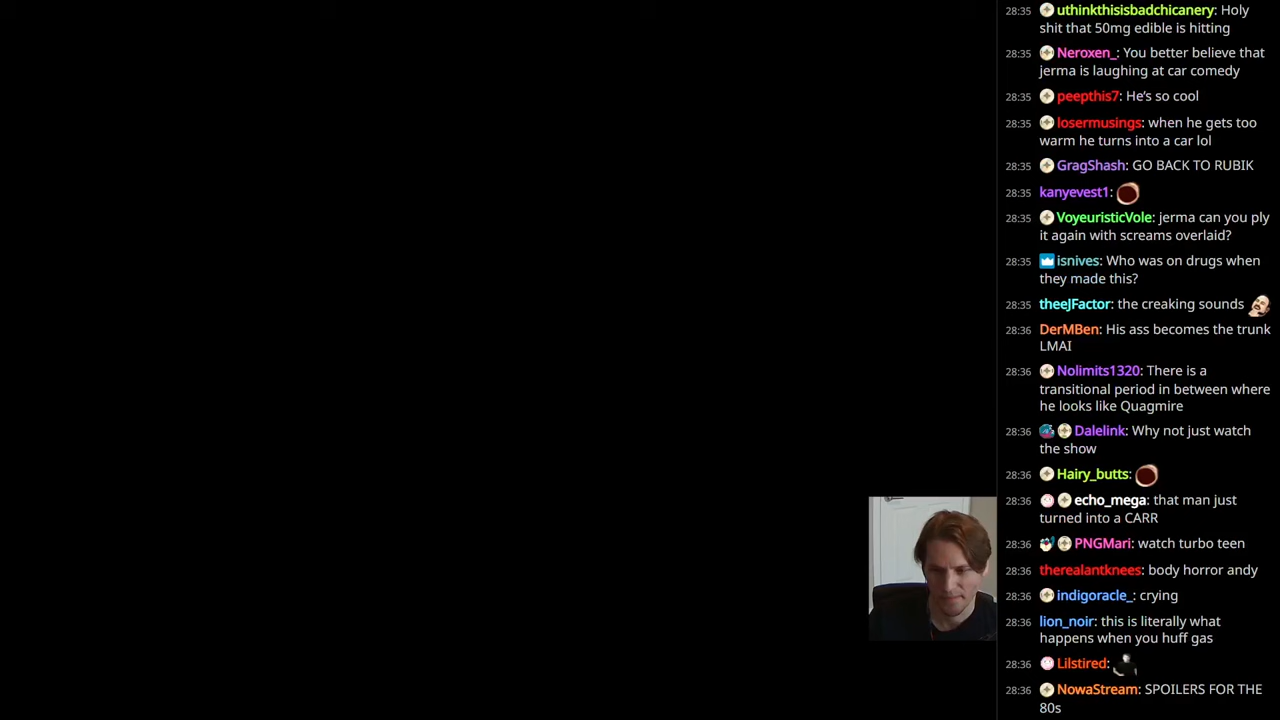 28:35 uthinkthisisbadchicanery: Holy
shit that 50mg edible is hitting
28:35 Neroxen_: You better believe that
jerma is laughing at car comedy
28:35 peepthis7: He's so cool
28:35 losermusings: when he gets too
warm he turns into a car lol
28:35 GragShash: GO BACK TO RUBIK
28:35 kanyevest1:
28:35 VoyeuristicVole: jerma can you ply
it again with screams overlaid?
28:35 isnives: Who was on drugs when
they made this?
28:35 theeJFactor: the creaking sounds
28:36 DerMBen: His ass becomes the trunk
LMAI
28:36 Nolimits1320: There is a
transitional period in between where
he looks like Quagmire
28:36 Dalelink: Why not just watch
the show
28:36 Hairy_butts:
28:36 echo_mega: that man just
turned into a CARR
28:36 PNGMari: watch turbo teen
28:36 therealantknees: body horror andy
28:36 indigoracle_: crying
28:36 lion_noir: this is literally what
happens when you huff gas
28:36 Lilstired:
28:36 NowaStream: SPOILERS FOR THE
80s